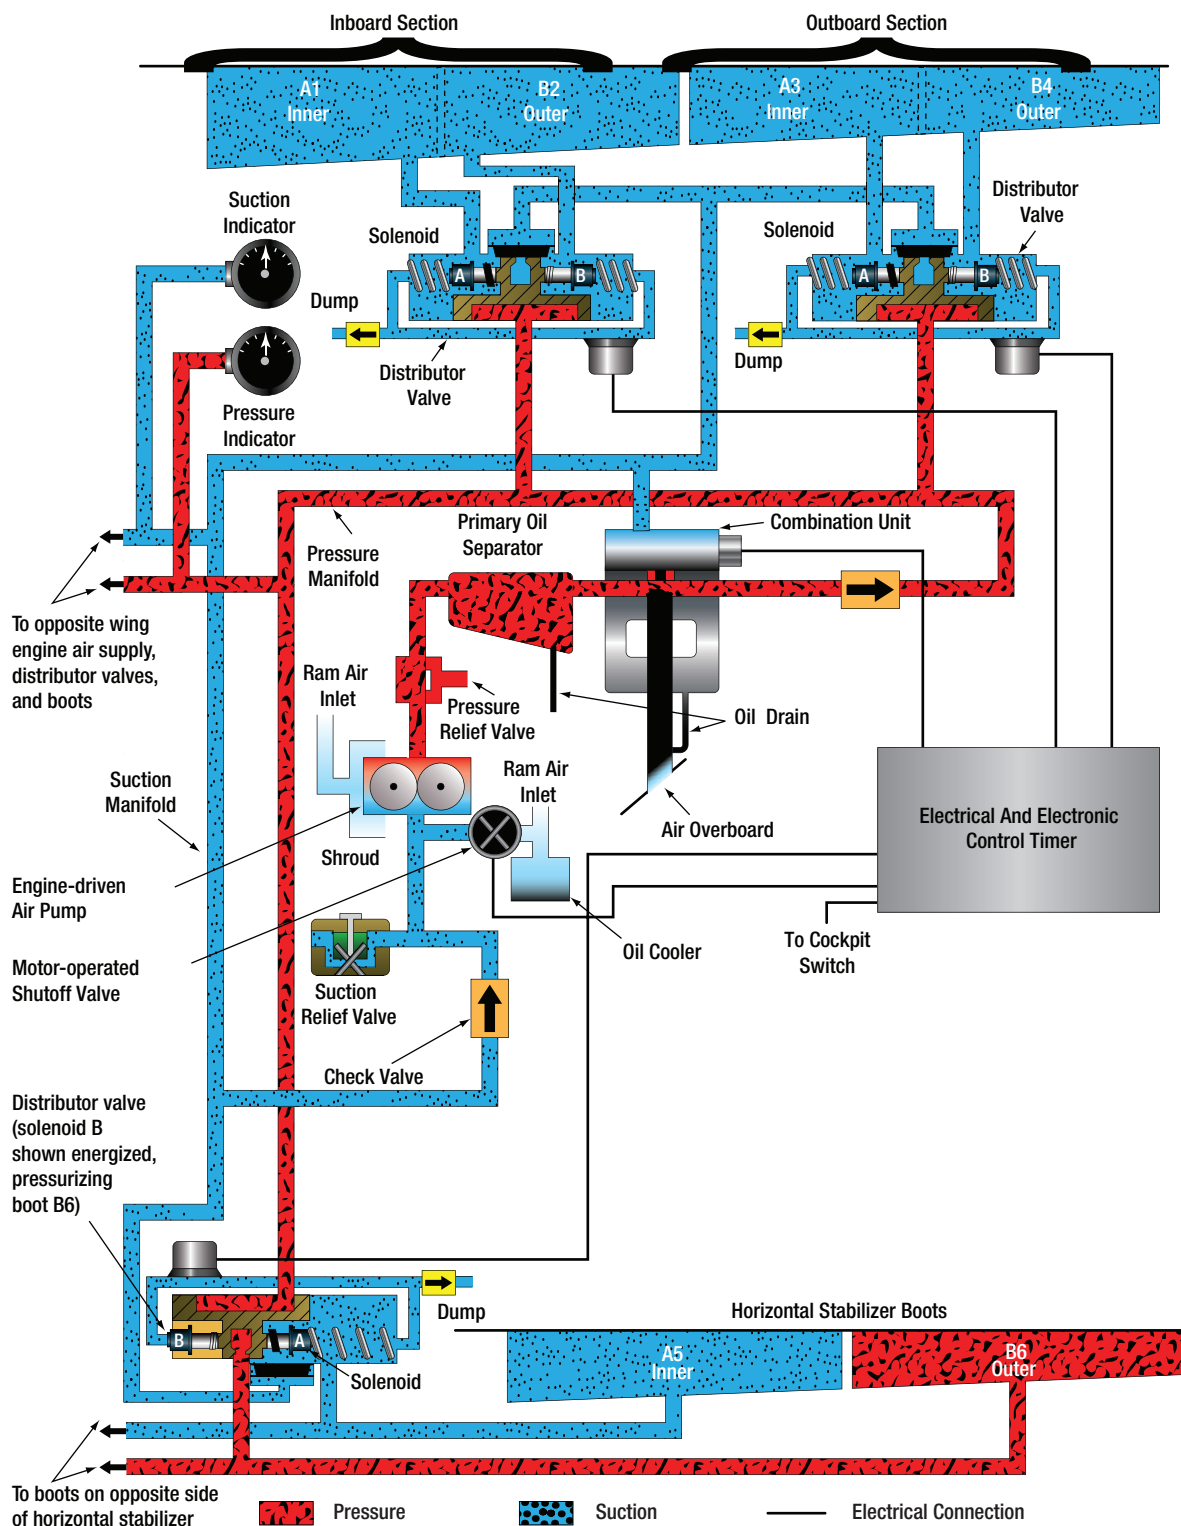 Inboard Section
Outboard Section
A1
Inner
B2
Outer
A3
Inner
B4
Outer
Suction
Indicator
Solenoid
Solenoid
Distributor
Valve
A
B
A
B
Dump
Dump
Distributor
Valve
Pressure
Indicator
Primary Oil
Separator
Combination Unit
Pressure
Manifold
To opposite wing
engine air supply,
distributor valves,
and boots
Ram Air
Inlet
Pressure
Relief Valve
Oil Drain
Suction
Manifold
Ram Air
Inlet
Air Overboard
Electrical And Electronic
Control Timer
Shroud
Engine-driven
Air Pump
Oil Cooler
To Cockpit
Switch
Motor-operated
Shutoff Valve
Suction
Relief Valve
Check Valve
Distributor valve
(solenoid B
shown energized,
pressurizing
boot B6)
Dump
Horizontal Stabilizer Boots
B
A
A5
Inner
B6
Outer
Solenoid
To boots on opposite side
of horizontal stabilizer
Pressure
Suction
Electrical Connection